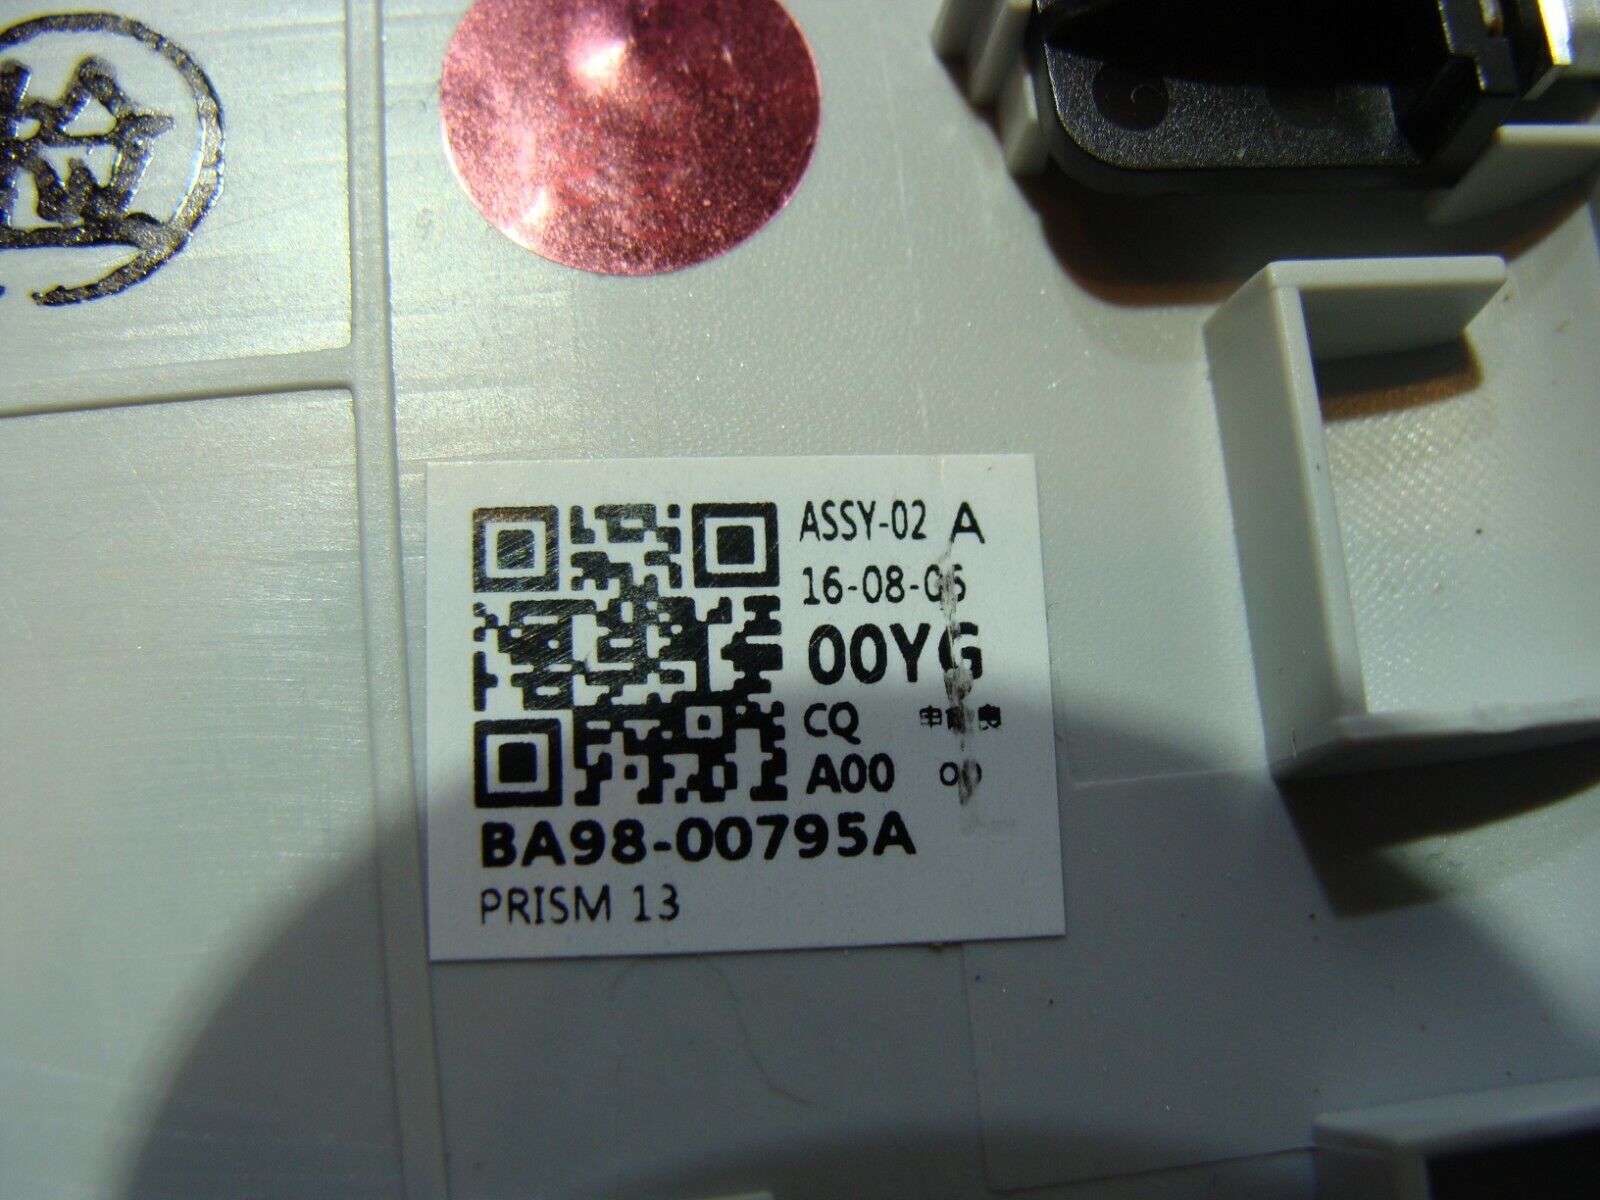 ASSY-02 A
16-08-06
00YG
CQ
A00
BA98-00795A
PRISM 13